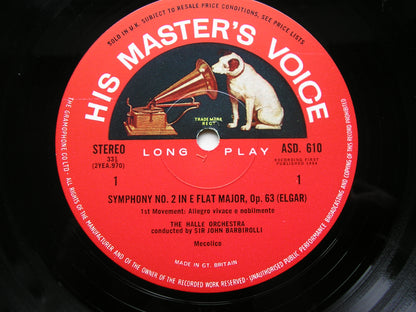 SOLD IN U.K. SUBJECT TO RESALE PRICE CONDITIONS, SEE PRICE LISTS
HIS MASTER'S VOICE
TRADE MARK
REG.
STEREO
33⅓
(2YEA.970)
LONG PLAY
ASD. 610
RECORDING FIRST
PUBLISHED 1964
1
1
SYMPHONY NO. 2 IN E FLAT MAJOR, Op. 63 (ELGAR)
1st Movement: Allegro vivace e nobilmente
THE HALLE ORCHESTRA
conducted by SIR JOHN BARBIROLLI
Mecolico
MADE IN GT. BRITAIN
THE GRAMOPHONE CO LTD. ALL RIGHTS OF THE MANUFACTURER AND OF THE OWNER OF THE RECORDED WORK RESERVED. UNAUTHORISED PUBLIC PERFORMANCE BROADCASTING AND COPYING OF THIS RECORD PROHIBITED